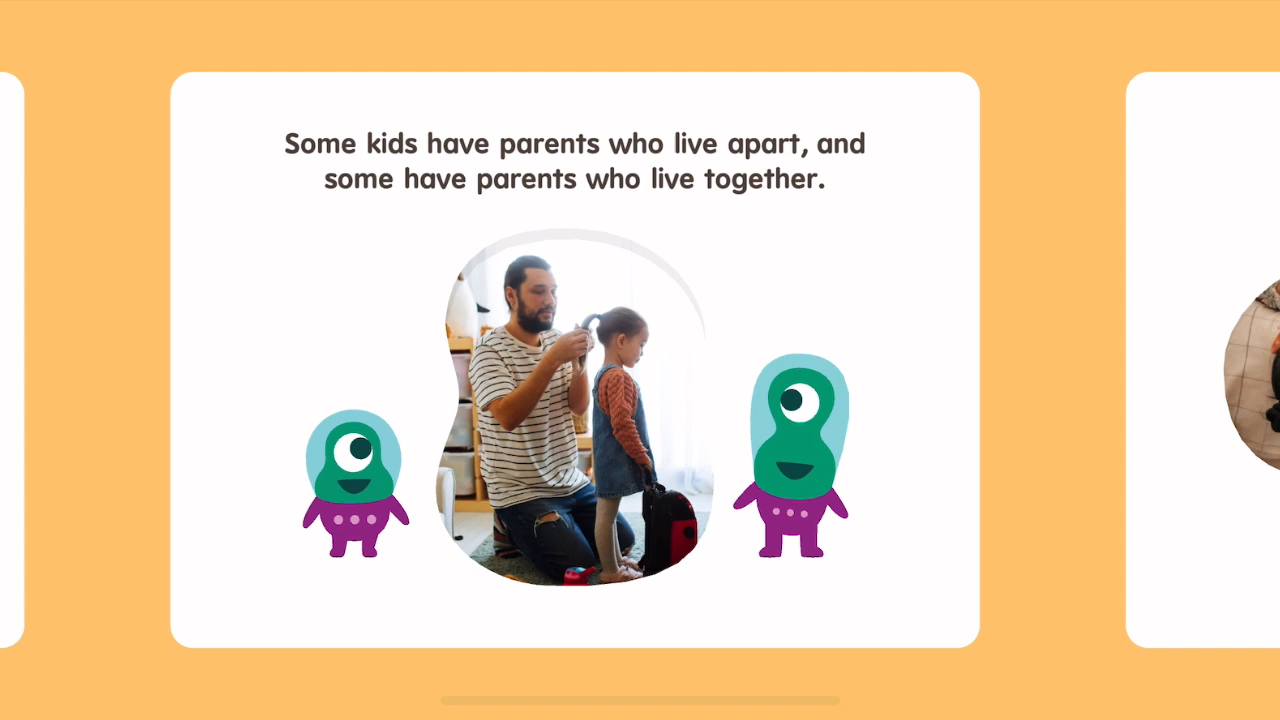 Some kids have parents who live apart, and
some have parents who live together.